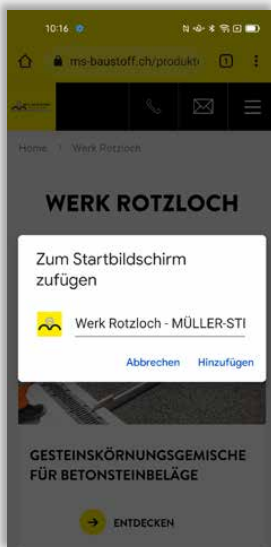 10:16
ms-baustoff.ch/produkt
1
Home > Werk Rotzloch
WERK ROTZLOCH
Zum Startbildschirm
zufügen
Werk Rotzloch - MÜLLER-STI
Abbrechen Hinzufügen
GESTEINSKÖRNUNGSGEMISCHE
FÜR BETONSTEINBELÄGE
ENTDECKEN